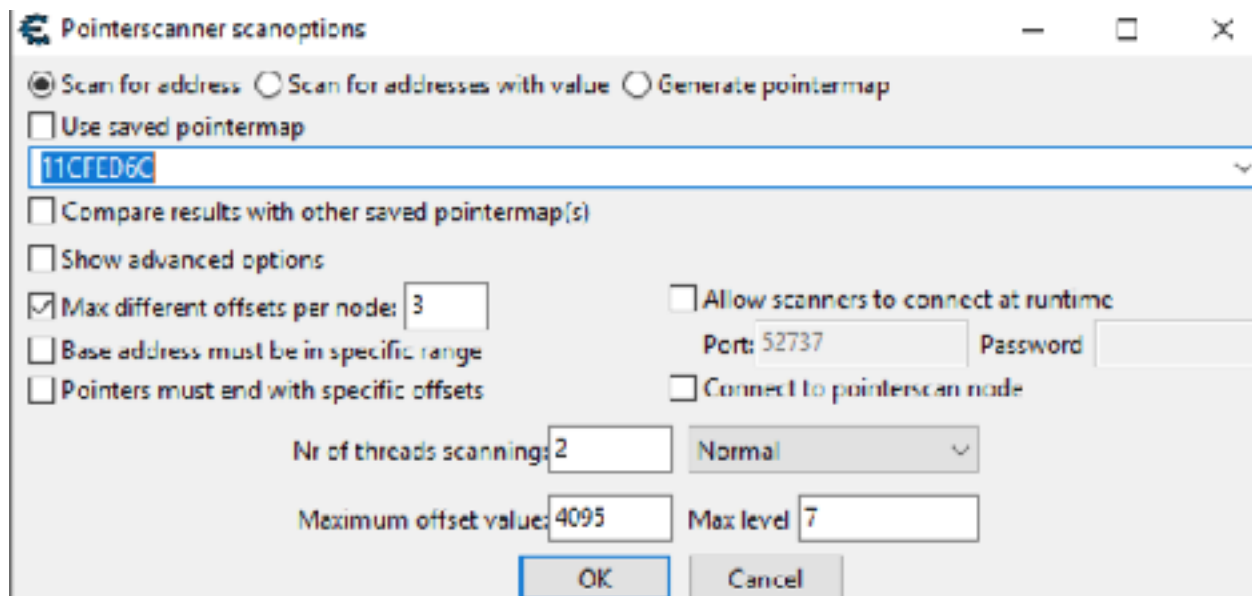 Pointerscanner scanoptions
Scan for address Scan for addresses with value Generate pointermap
Use saved pointermap
11CFED6C
Compare results with other saved pointermap(s)
Show advanced options
Max different offsets per node: 3 Allow scanners to connect at runtime
Base address must be in specific range Port: 52737 Password
Pointers must end with specific offsets Connect to pointerscan node
Nr of threads scanning: 2 Normal
Maximum offset value: 4095 Max level 7
OK Cancel